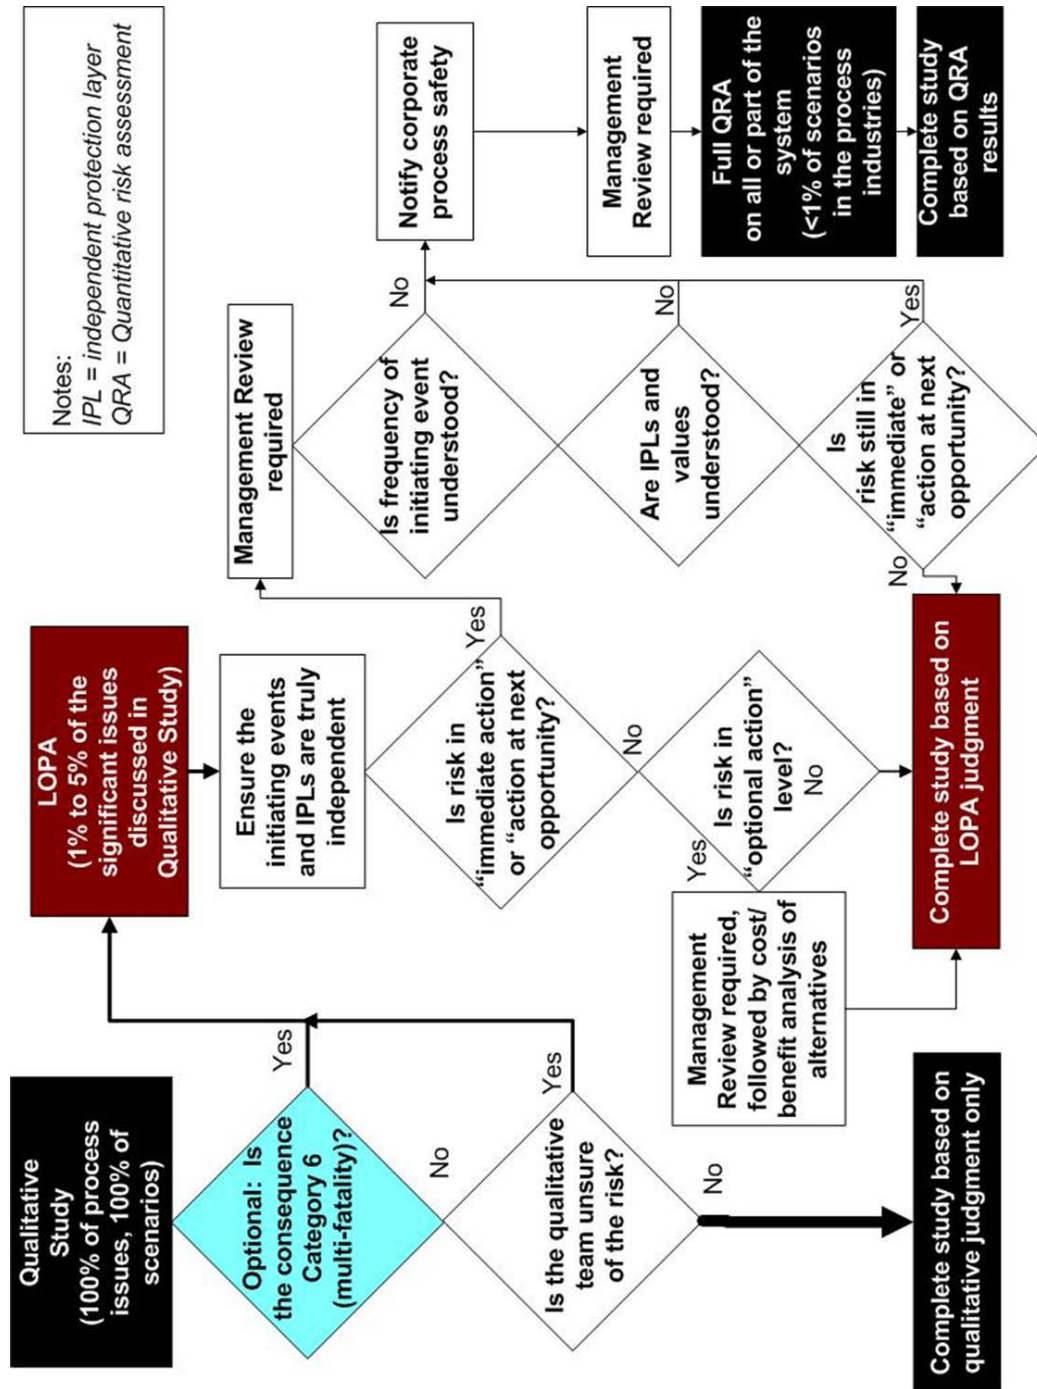 Qualitative
Study
(100% of process
issues, 100% of
scenarios)
Optional: Is
the consequence
Category 6
(multi-fatality)?
Yes
No
Is the qualitative
team unsure
of the risk?
Yes
No
Complete study based on
qualitative judgment only
LOPA
(1% to 5% of the
significant issues
discussed in
Qualitative Study)
Ensure the
initiating events
and IPLs are truly
independent
Is risk in
“immediate action”
or “action at next
opportunity?
Yes
No
Is risk in
“optional action”
level?
No
Yes
Management
Review required,
followed by cost/
benefit analysis of
alternatives
Complete study based on
LOPA judgment
Management Review
required
Is frequency of
initiating event
understood?
No
Are IPLs and
values
understood?
No
Is
risk still in
“immediate” or
“action at next
opportunity?
Yes
No
Notes:
IPL = independent protection layer
QRA = Quantitative risk assessment
Notify corporate
process safety
Management
Review required
Full QRA
on all or part of the
system
(<1% of scenarios
in the process
industries)
Complete study
based on QRA
results